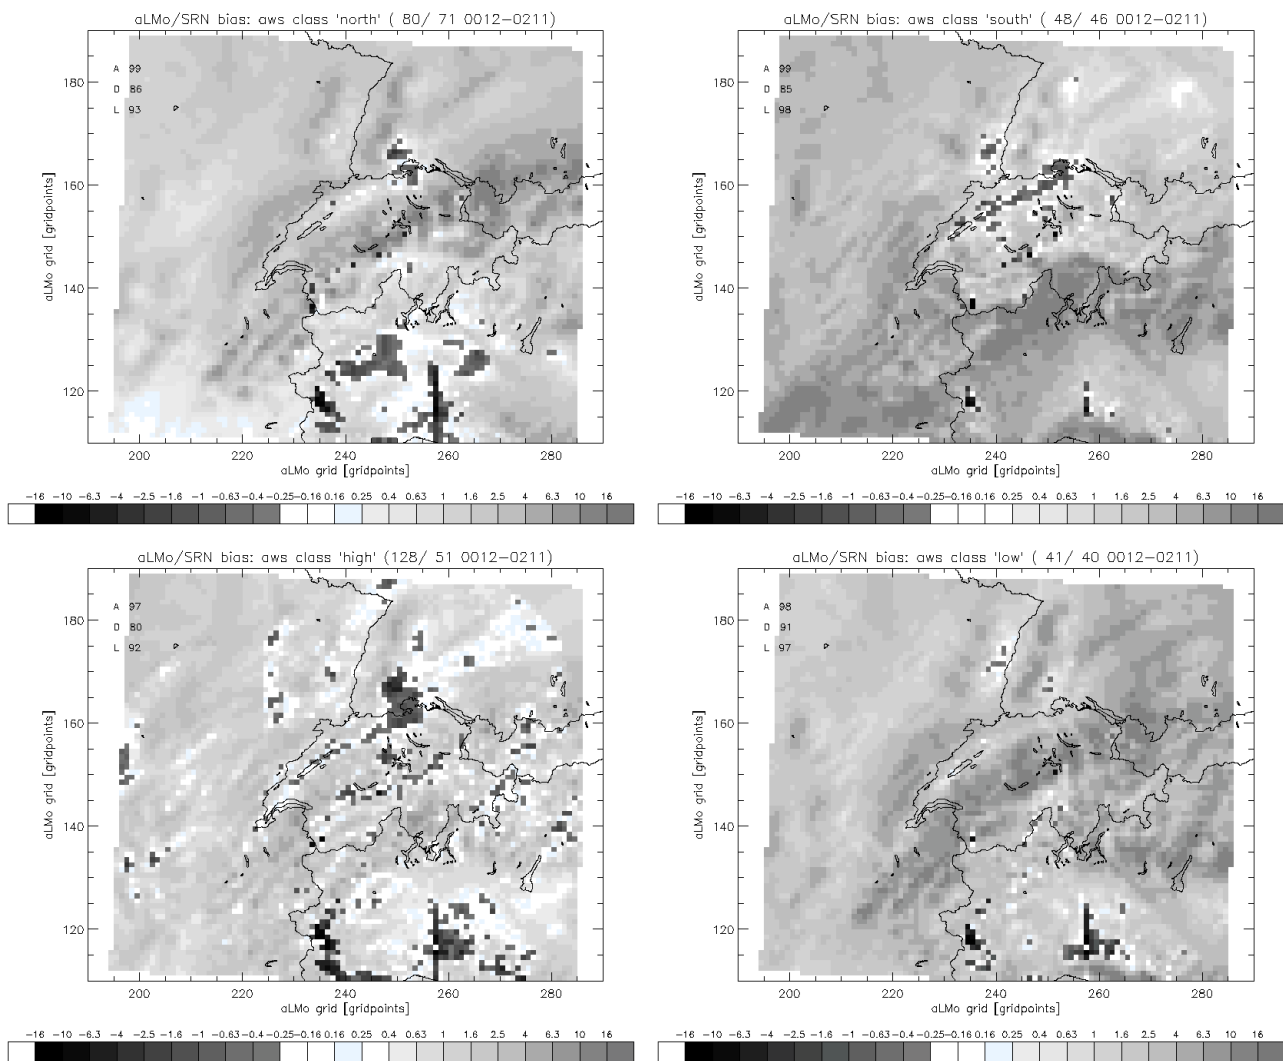 aLMo/SRN bias: aws class 'north' ( 80/ 71 0012-0211)
180
160
140
120
A 99
D 86
L 93
aLMo grid [gridpoints]
200 220 240 260 280
aLMo grid [gridpoints]
-16 -10 -6.3 -4 -2.5 -1.6 -1 -0.63 -0.4 -0.25 -0.16 0.16 0.25 0.4 0.63 1 1.6 2.5 4 6.3 10 16
aLMo/SRN bias: aws class 'south' ( 48/ 46 0012-0211)
180
160
140
120
A 99
D 85
L 98
aLMo grid [gridpoints]
200 220 240 260 280
aLMo grid [gridpoints]
-16 -10 -6.3 -4 -2.5 -1.6 -1 -0.63 -0.4 -0.25 -0.16 0.16 0.25 0.4 0.63 1 1.6 2.5 4 6.3 10 16
aLMo/SRN bias: aws class 'high' (128/ 51 0012-0211)
180
160
140
120
A 97
D 80
L 92
aLMo grid [gridpoints]
200 220 240 260 280
aLMo grid [gridpoints]
-16 -10 -6.3 -4 -2.5 -1.6 -1 -0.63 -0.4 -0.25 -0.16 0.16 0.25 0.4 0.63 1 1.6 2.5 4 6.3 10 16
aLMo/SRN bias: aws class 'low' ( 41/ 40 0012-0211)
180
160
140
120
A 98
D 91
L 97
aLMo grid [gridpoints]
200 220 240 260 280
aLMo grid [gridpoints]
-16 -10 -6.3 -4 -2.5 -1.6 -1 -0.63 -0.4 -0.25 -0.16 0.16 0.25 0.4 0.63 1 1.6 2.5 4 6.3 10 16